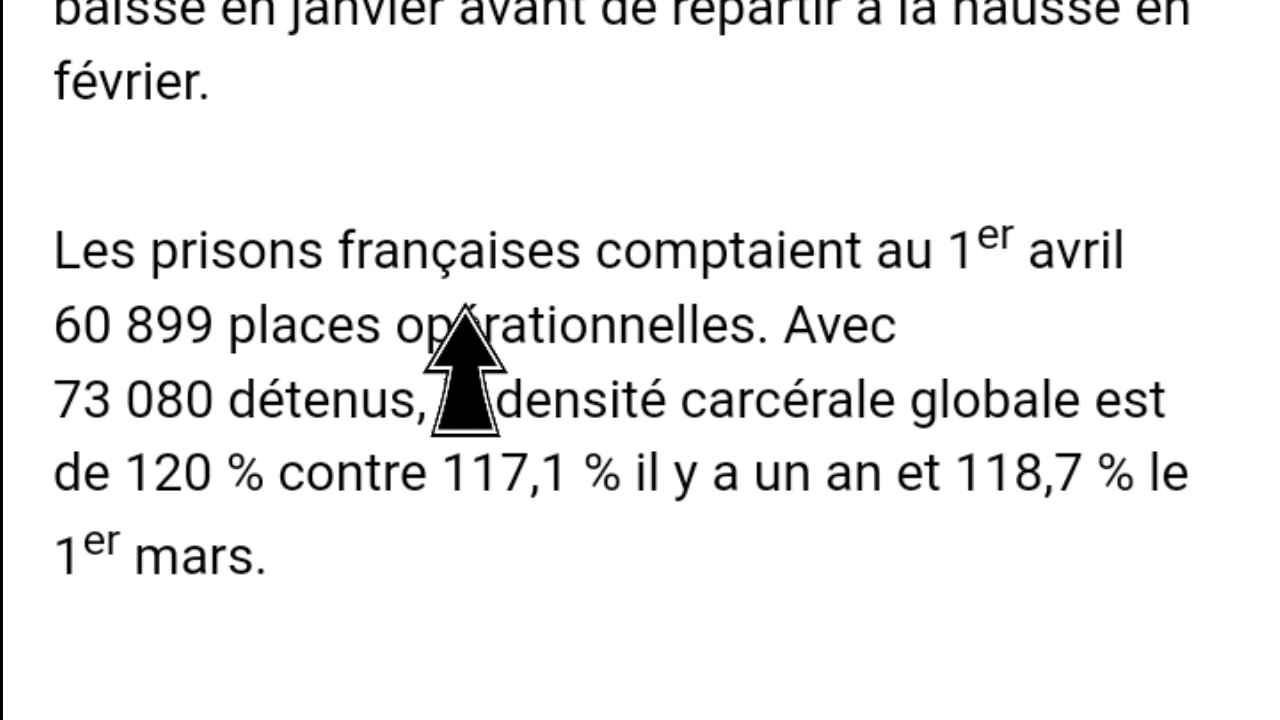 baisse en janvier avant de repartir à la hausse en
février.
Les prisons françaises comptaient au 1er avril
60 899 places opérationnelles. Avec
73 080 détenus, densité carcérale globale est
de 120 % contre 117,1 % il y a un an et 118,7 % le
1er mars.